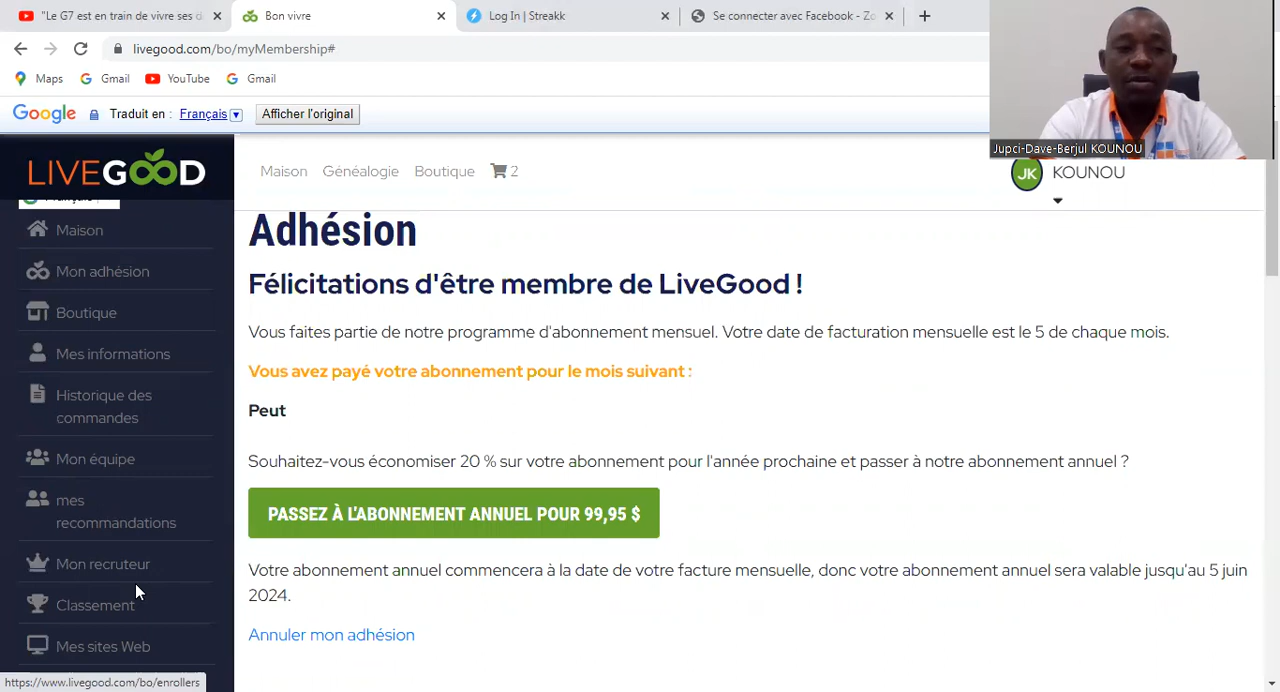 "Le G7 est en train de vivre ses d
Bon vivre
Log In | Streakk
Se connecter avec Facebook - Zo
livegood.com/bo/myMembership#
Maps
Gmail
YouTube
Gmail
Google
Traduit en :
Français
Afficher l'original
Jupci-Dave-Berjul KOUNOU
LIVEGOOD
Maison
Généalogie
Boutique
2
JK
KOUNOU
Maison
Mon adhésion
Boutique
Mes informations
Historique des
commandes
Mon équipe
mes
recommandations
Mon recruteur
Classement
Mes sites Web
https://www.livegood.com/bo/enrollers
Adhésion
Félicitations d'être membre de LiveGood !
Vous faites partie de notre programme d'abonnement mensuel. Votre date de facturation mensuelle est le 5 de chaque mois.
Vous avez payé votre abonnement pour le mois suivant :
Peut
Souhaitez-vous économiser 20 % sur votre abonnement pour l'année prochaine et passer à notre abonnement annuel ?
PASSEZ À L'ABONNEMENT ANNUEL POUR 99,95 $
Votre abonnement annuel commencera à la date de votre facture mensuelle, donc votre abonnement annuel sera valable jusqu'au 5 juin
2024.
Annuler mon adhésion